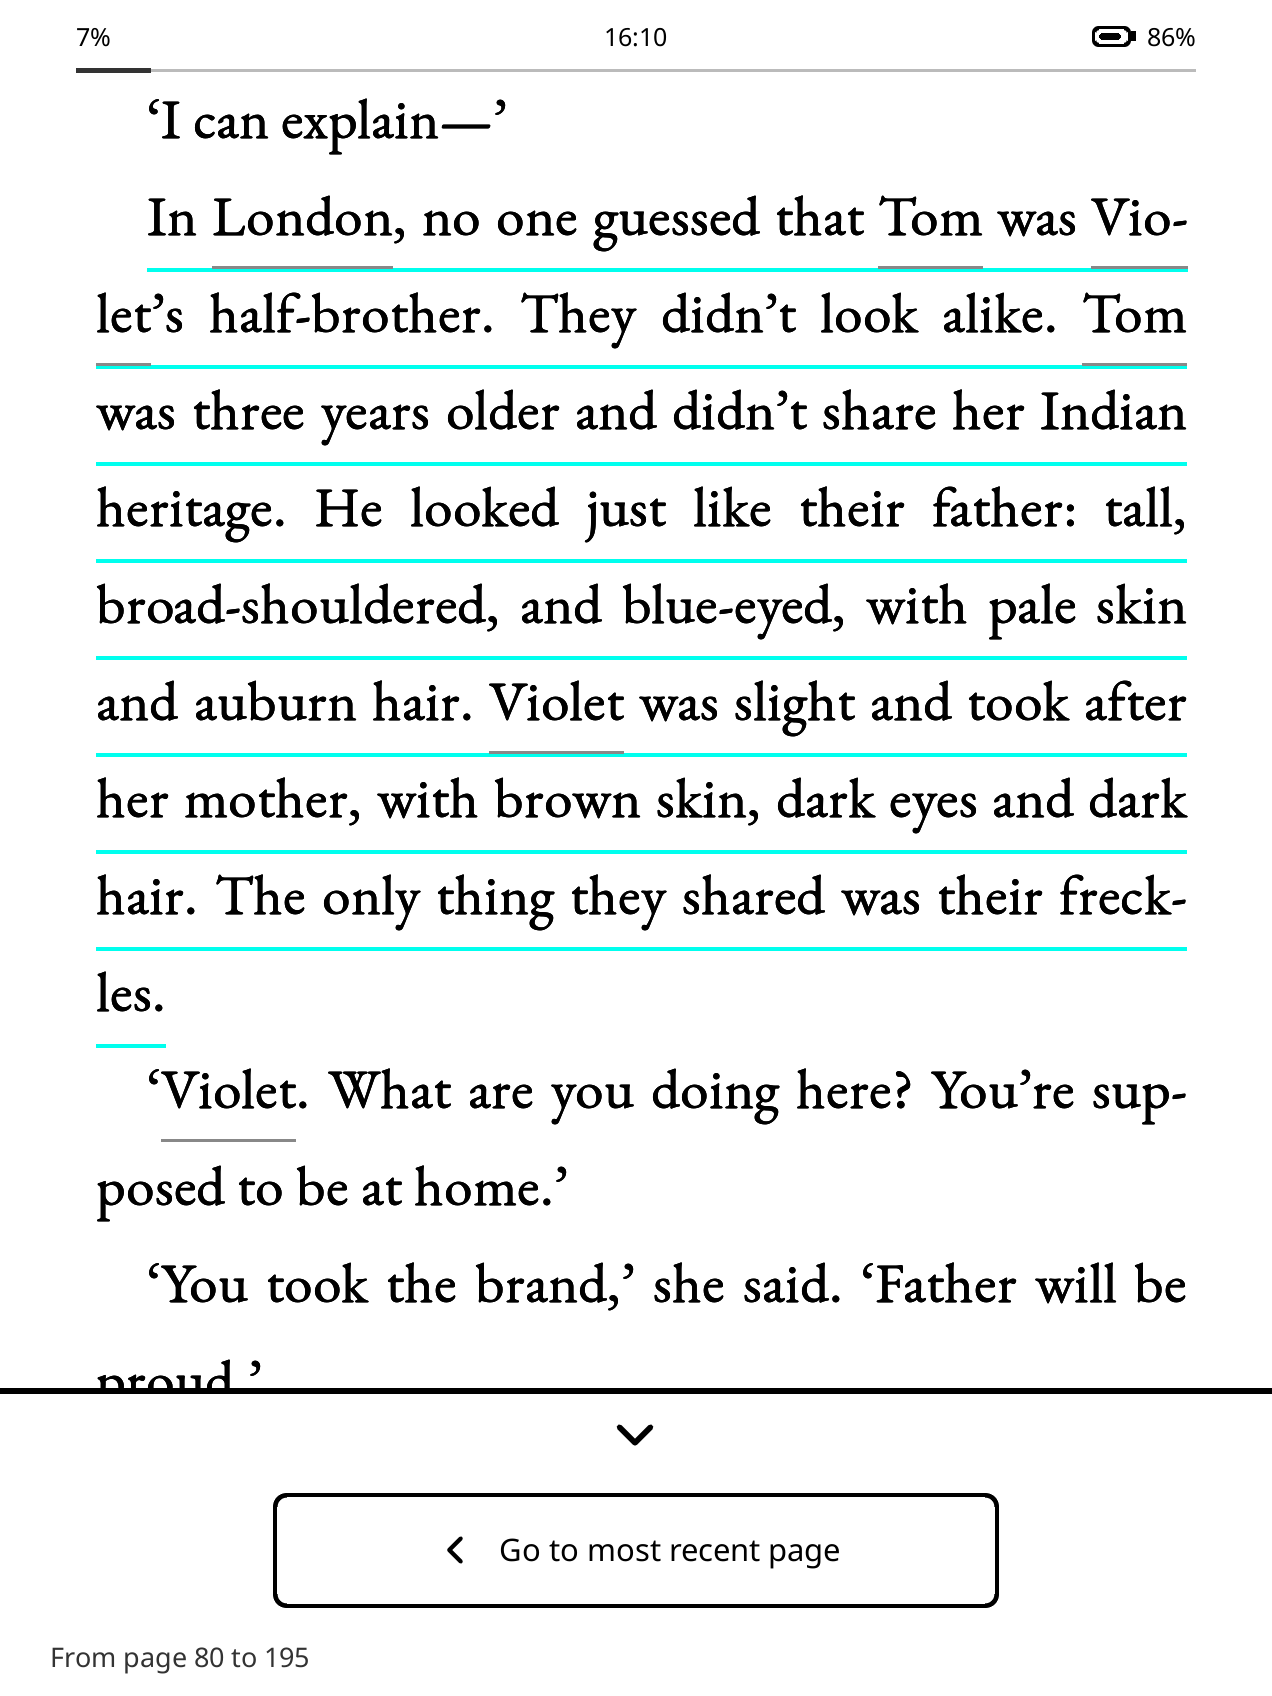 7% 16:10 86%
‘I can explain—’
In London, no one guessed that Tom was Vio-
let’s half-brother. They didn’t look alike. Tom
was three years older and didn’t share her Indian
heritage. He looked just like their father: tall,
broad-shouldered, and blue-eyed, with pale skin
and auburn hair. Violet was slight and took after
her mother, with brown skin, dark eyes and dark
hair. The only thing they shared was their freck-
les.
‘Violet. What are you doing here? You’re sup-
posed to be at home.’
‘You took the brand,’ she said. ‘Father will be
proud.’
Go to most recent page
From page 80 to 195